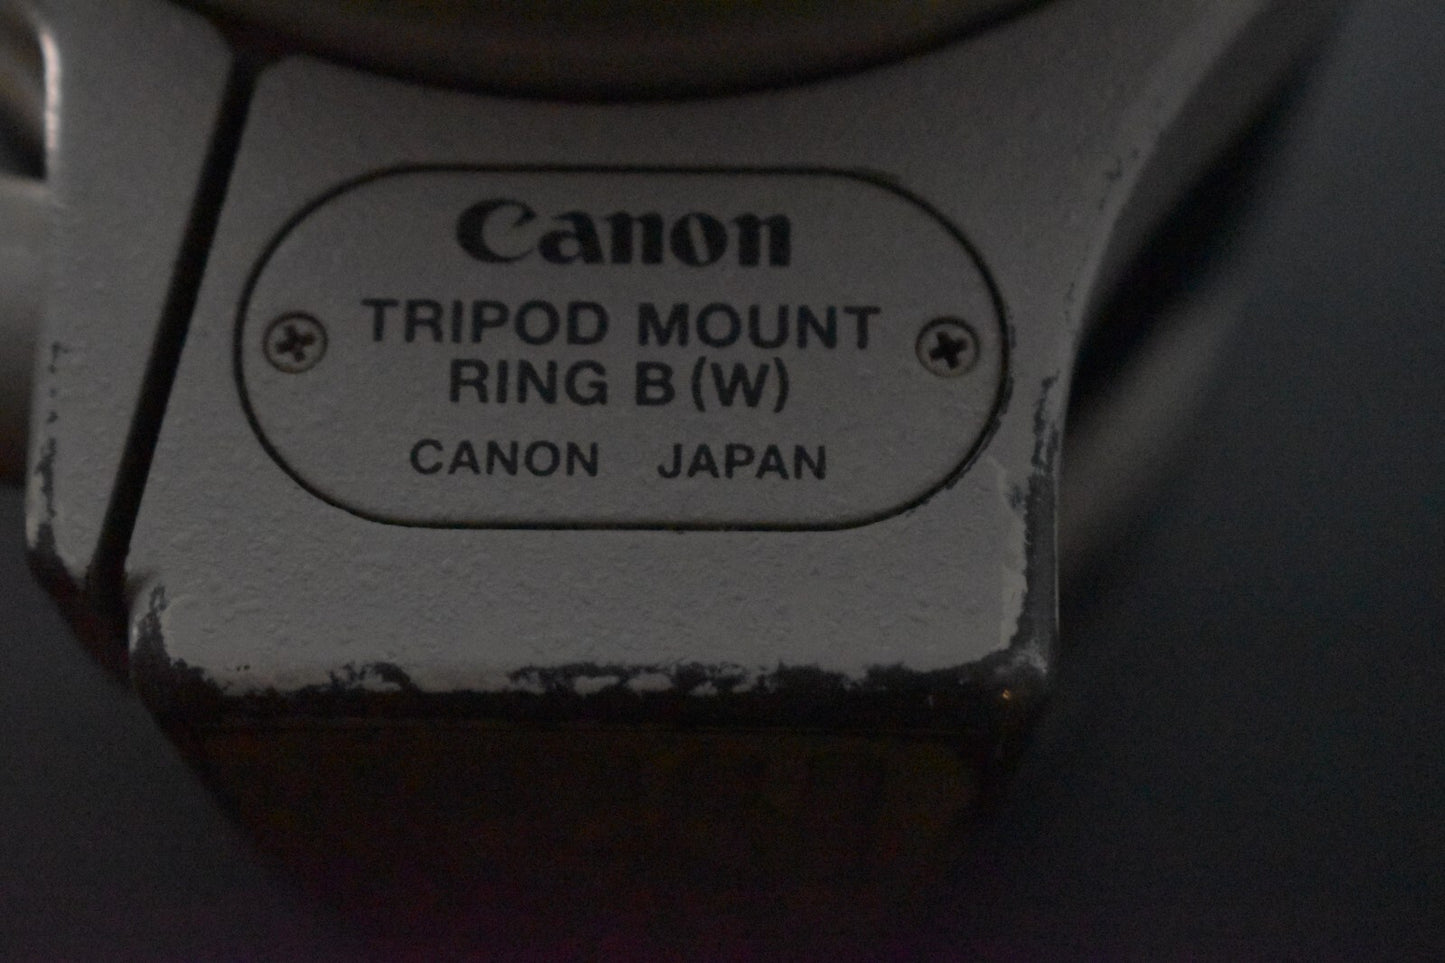 Canon
TRIPOD MOUNT
RING B (W)
CANON JAPAN